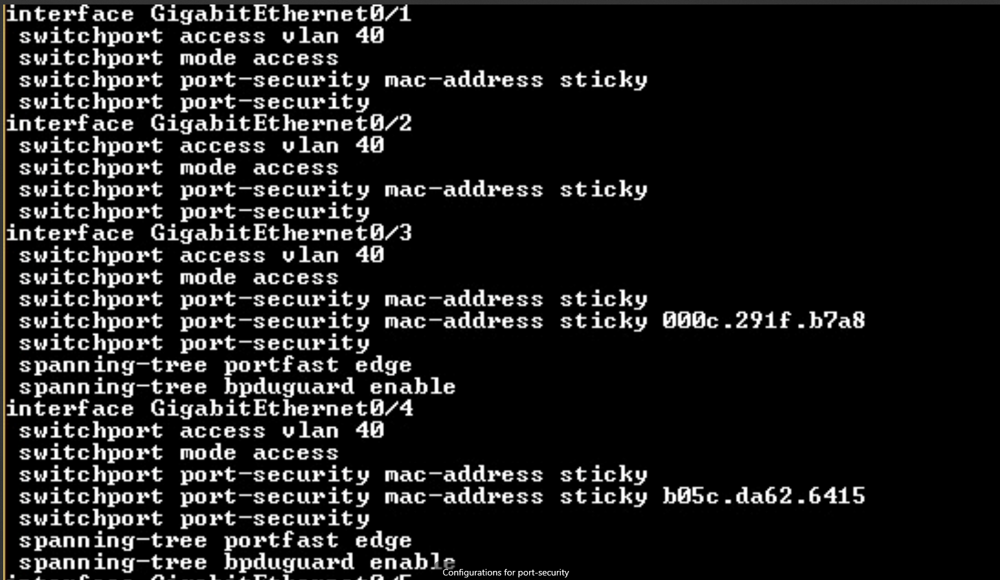 interface GigabitEthernet0/1
switchport access vlan 40
switchport mode access
switchport port-security mac-address sticky
switchport port-security
interface GigabitEthernet0/2
switchport access vlan 40
switchport mode access
switchport port-security mac-address sticky
switchport port-security
interface GigabitEthernet0/3
switchport access vlan 40
switchport mode access
switchport port-security mac-address sticky
switchport port-security mac-address sticky 000c.291f.b7a8
switchport port-security
spanning-tree portfast edge
spanning-tree bpduguard enable
interface GigabitEthernet0/4
switchport access vlan 40
switchport mode access
switchport port-security mac-address sticky
switchport port-security mac-address sticky b05c.da62.6415
switchport port-security
spanning-tree portfast edge
spanning-tree bpduguard enable
interface GigabitEthernet0/5
Configurations for port-security